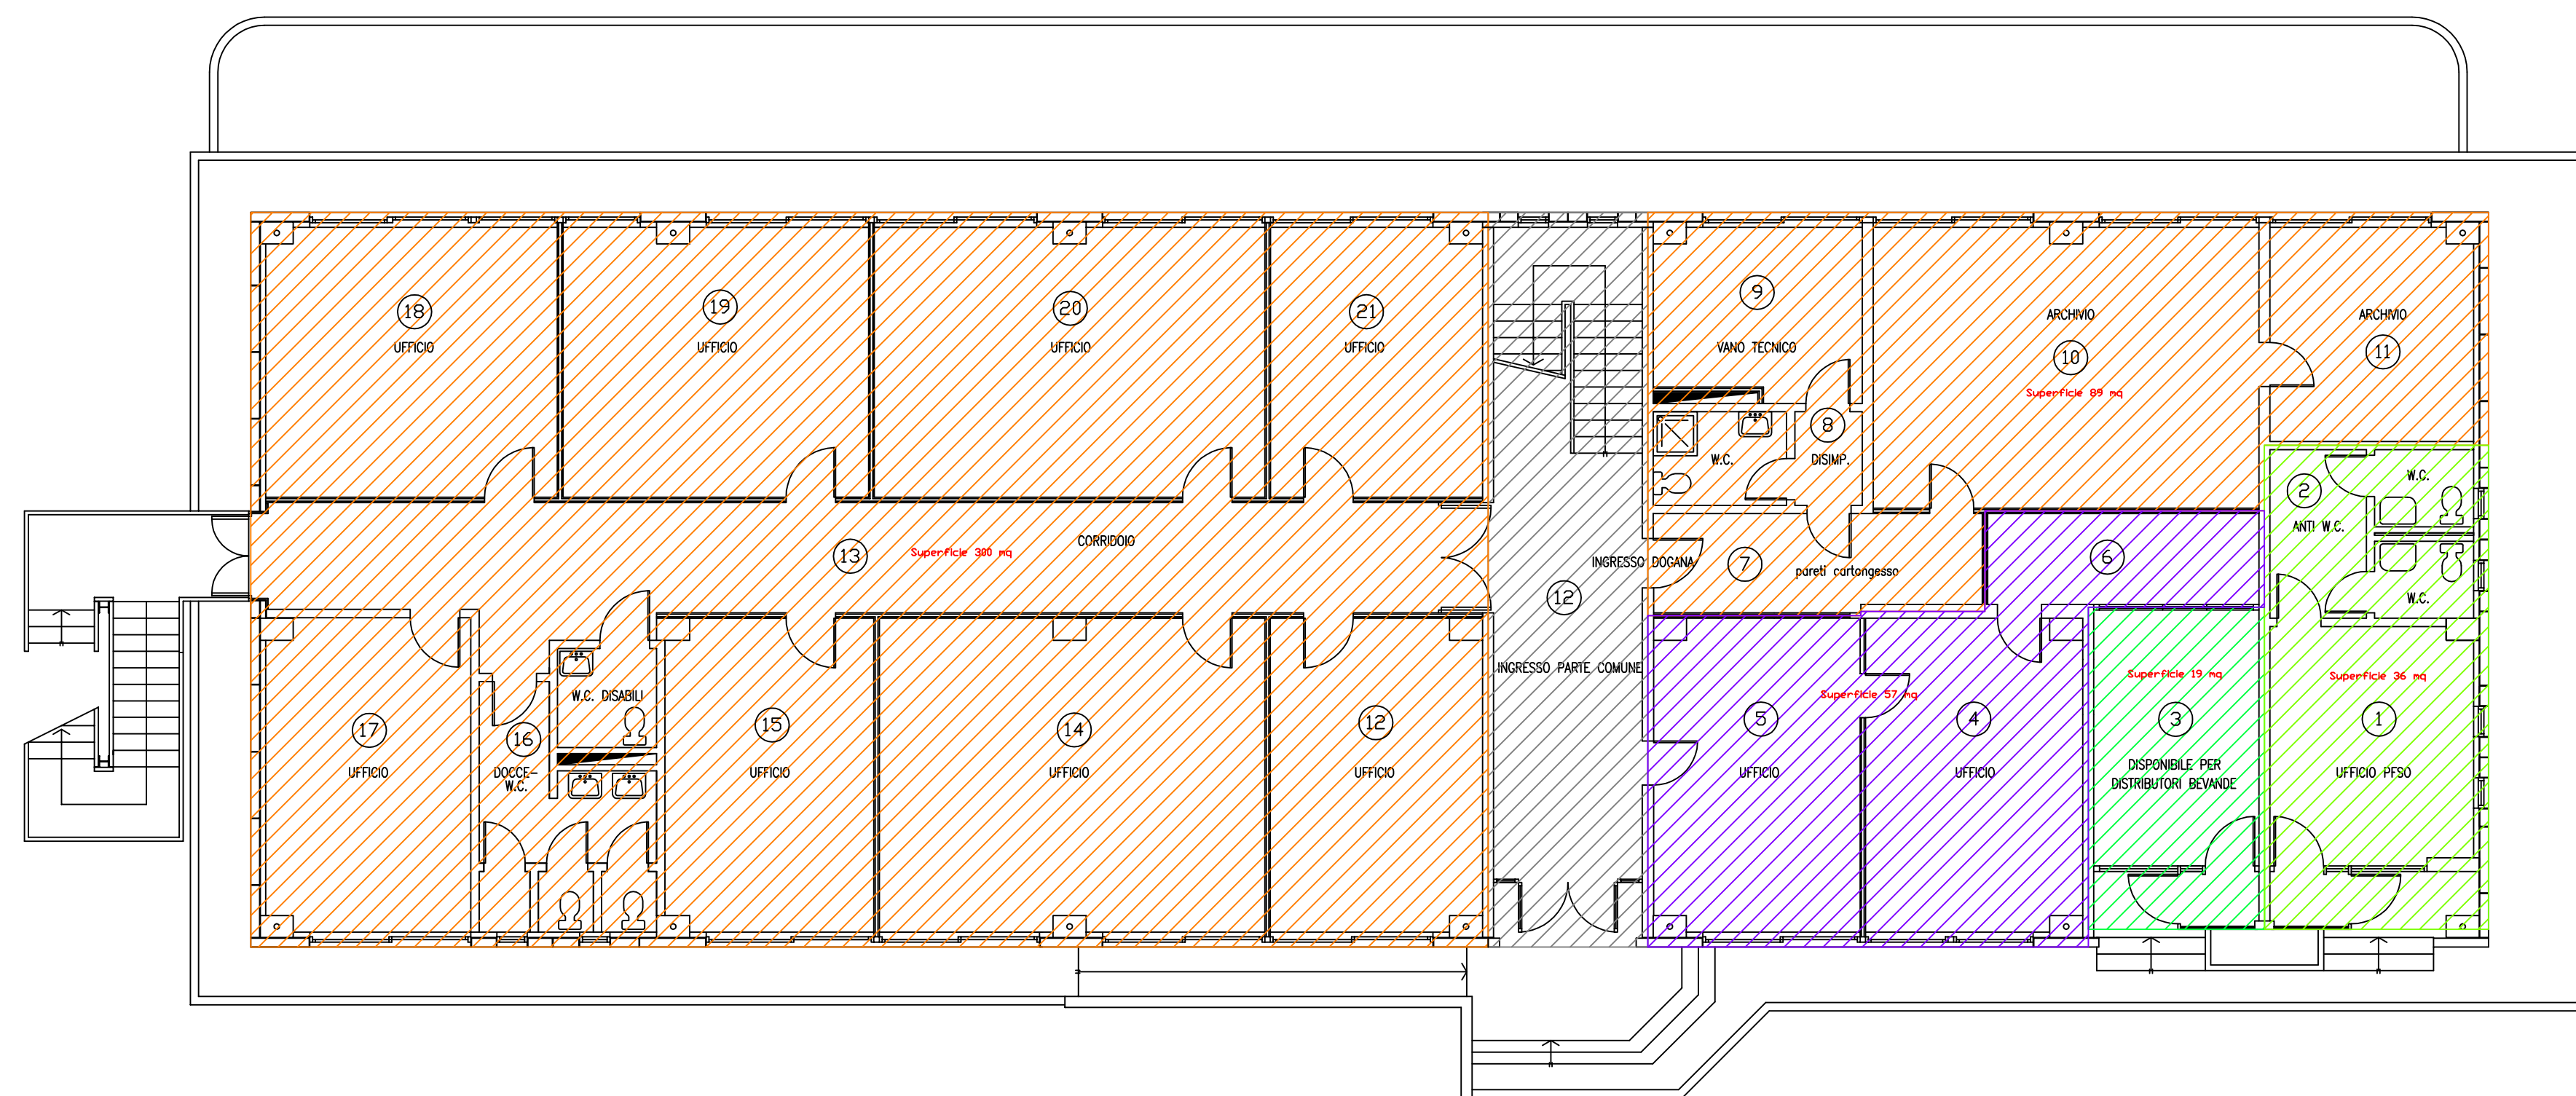 18
UFFICIO
19
UFFICIO
20
UFFICIO
21
UFFICIO
9
VANO TECNICO
ARCHIVIO
10
Superficie 89 mq
ARCHIVIO
11
8
W.C.
DISIMP.
2
W.C.
ANTI W.C.
W.C.
13
Superficie 300 mq
CORRIDOIO
INGRESSO DOGANA
7
pareti cartongesso
6
12
INGRESSO PARTE COMUNE
17
UFFICIO
W.C. DISABILI
16
DOCCE-
W.C.
15
UFFICIO
14
UFFICIO
12
UFFICIO
Superficie 57 mq
5
UFFICIO
4
UFFICIO
Superficie 19 mq
3
DISPONIBILE PER
DISTRIBUTORI BEVANDE
Superficie 36 mq
1
UFFICIO PFSO